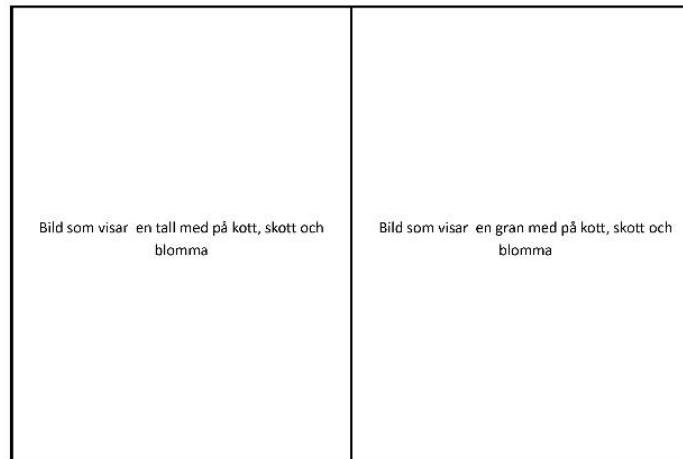 Bild som visar en tall med på kott, skott och
blomma
Bild som visar en gran med på kott, skott och
blomma